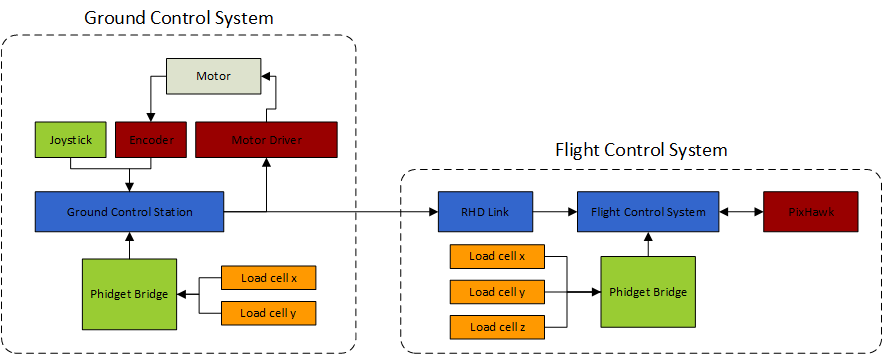 Ground Control System
Motor
Joystick
Encoder
Motor Driver
Ground Control Station
Phidget Bridge
Load cell x
Load cell y
Flight Control System
RHD Link
Flight Control System
PixHawk
Load cell x
Load cell y
Load cell z
Phidget Bridge